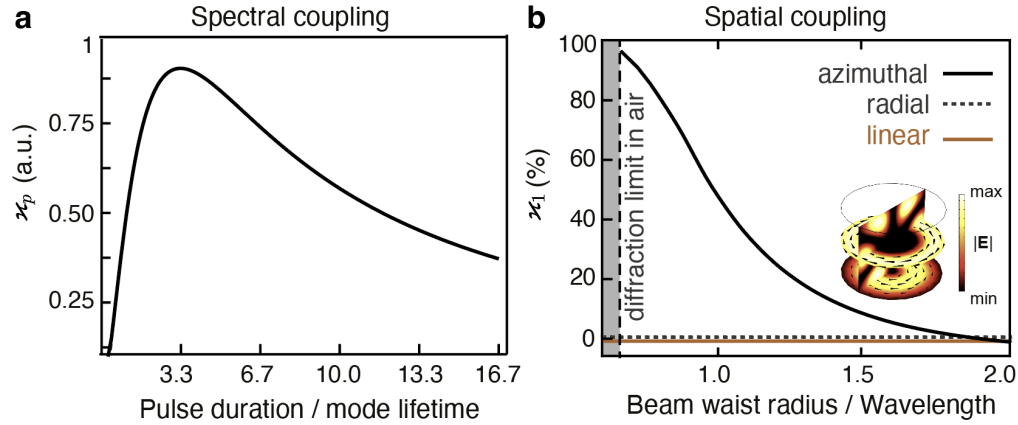 a
Spectral coupling
1
0.75
0.50
0.25
ϰp (a.u.)
3.3 6.7 10.0 13.3 16.7
Pulse duration / mode lifetime
b
Spatial coupling
100
80
60
40
20
0
ϰ1 (%)
diffraction limit in air
azimuthal
radial
linear
max
|E|
min
1.0 1.5 2.0
Beam waist radius / Wavelength